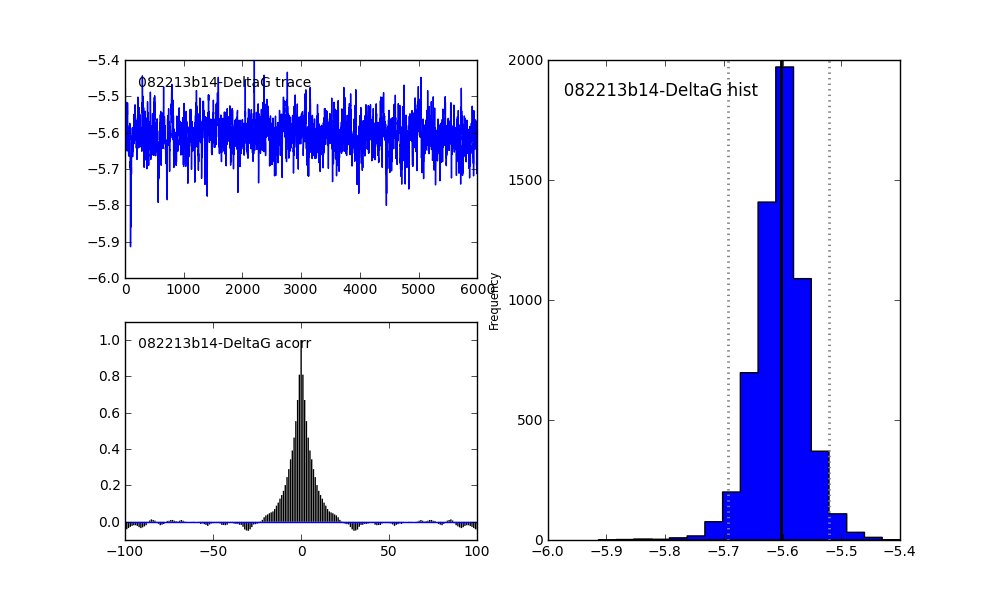 082213b14-DeltaG trace
−5.4
−5.5
−5.6
−5.7
−5.8
−5.9
−6.0
0 1000 2000 3000 4000 5000 6000
082213b14-DeltaG acorr
1.0
0.8
0.6
0.4
0.2
0.0
−100 −50 0 50 100
082213b14-DeltaG hist
Frequency
2000
1500
1000
500
0
−6.0 −5.9 −5.8 −5.7 −5.6 −5.5 −5.4